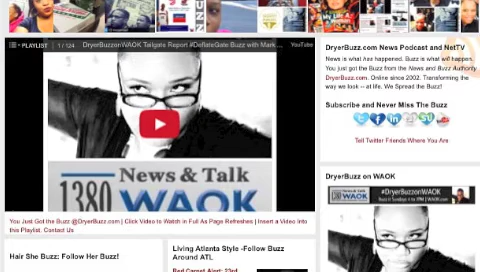 PLAYLIST 1 / 124 DryerBuzzonWAOK Tailgate Report #DeflateGate Buzz with Mark ... YouTube
News & Talk
1380 WAOK
You Just Got the Buzz @DryerBuzz.com | Click Video to Watch in Full As Page Refreshes | Insert a Video Into
this Playlist, Contact Us
Hair She Buzz: Follow Her Buzz!
Living Atlanta Style -Follow Buzz
Around ATL
Red Carpet Alert: 23rd
DryerBuzz.com News Podcast and NetTV
News is what has happened. Buzz is what will happen.
You just got the Buzz from the News and Buzz Authority
DryerBuzz.com. Online since 2002. Transforming the
way we look -- at life. We Spread the Buzz!
Subscribe and Never Miss The Buzz
Tell Twitter Friends Where You Are
DryerBuzz on WAOK
#DryerBuzzonWAOK